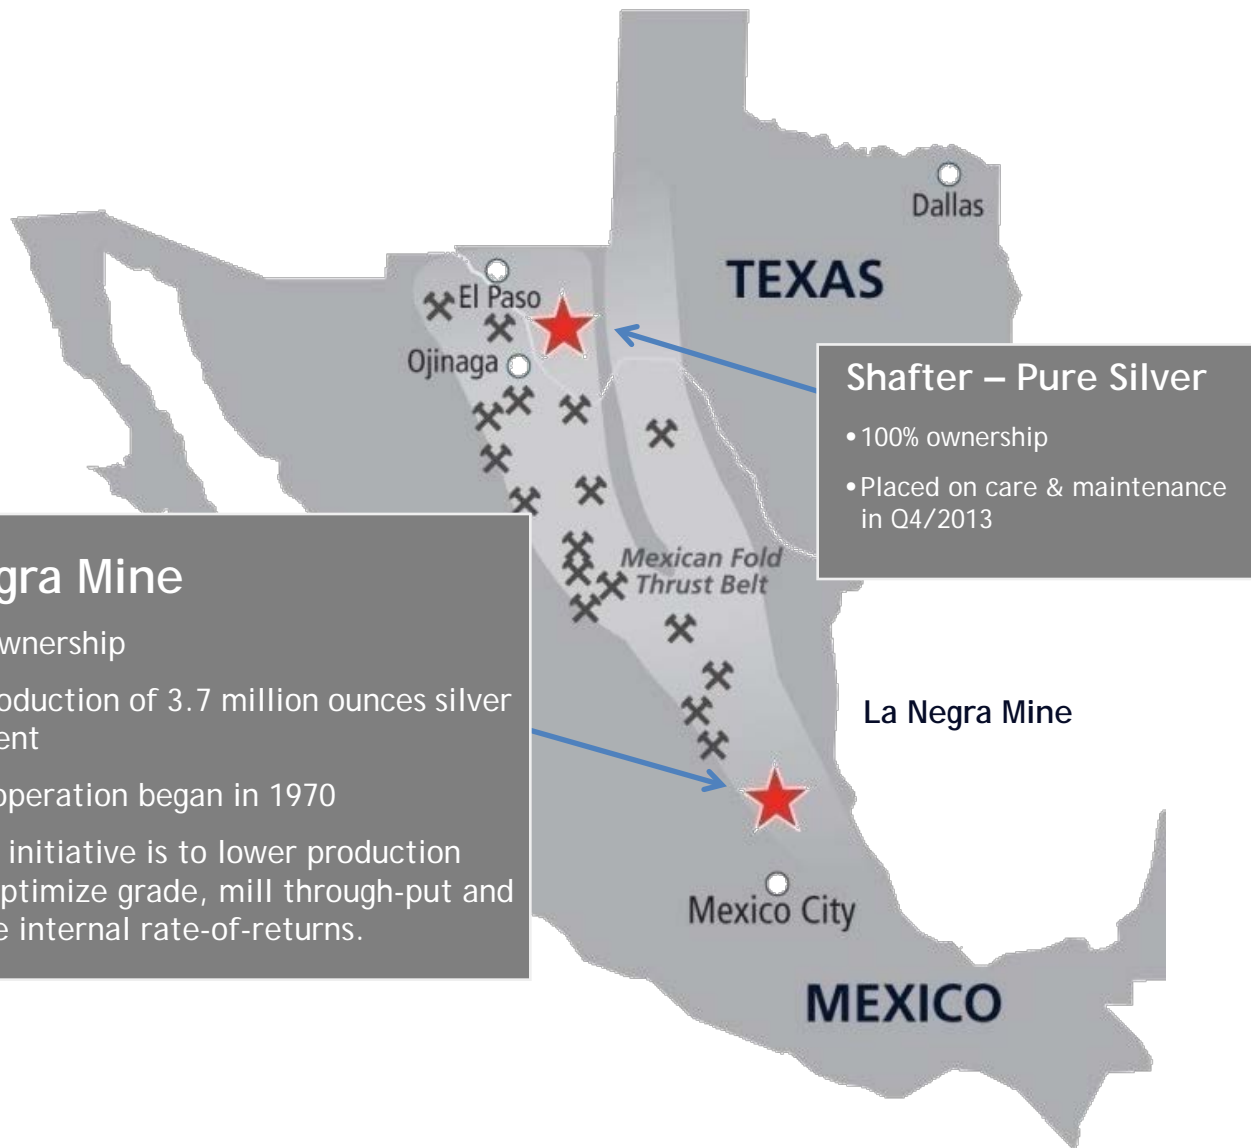 Dallas
TEXAS
El Paso
Ojinaga
Shafter – Pure Silver
• 100% ownership
• Placed on care & maintenance
in Q4/2013
Mexican Fold
Thrust Belt
gra Mine
wnership
oduction of 3.7 million ounces silver
ent
operation began in 1970
initiative is to lower production
ptimize grade, mill through-put and
e internal rate-of-returns.
La Negra Mine
Mexico City
MEXICO